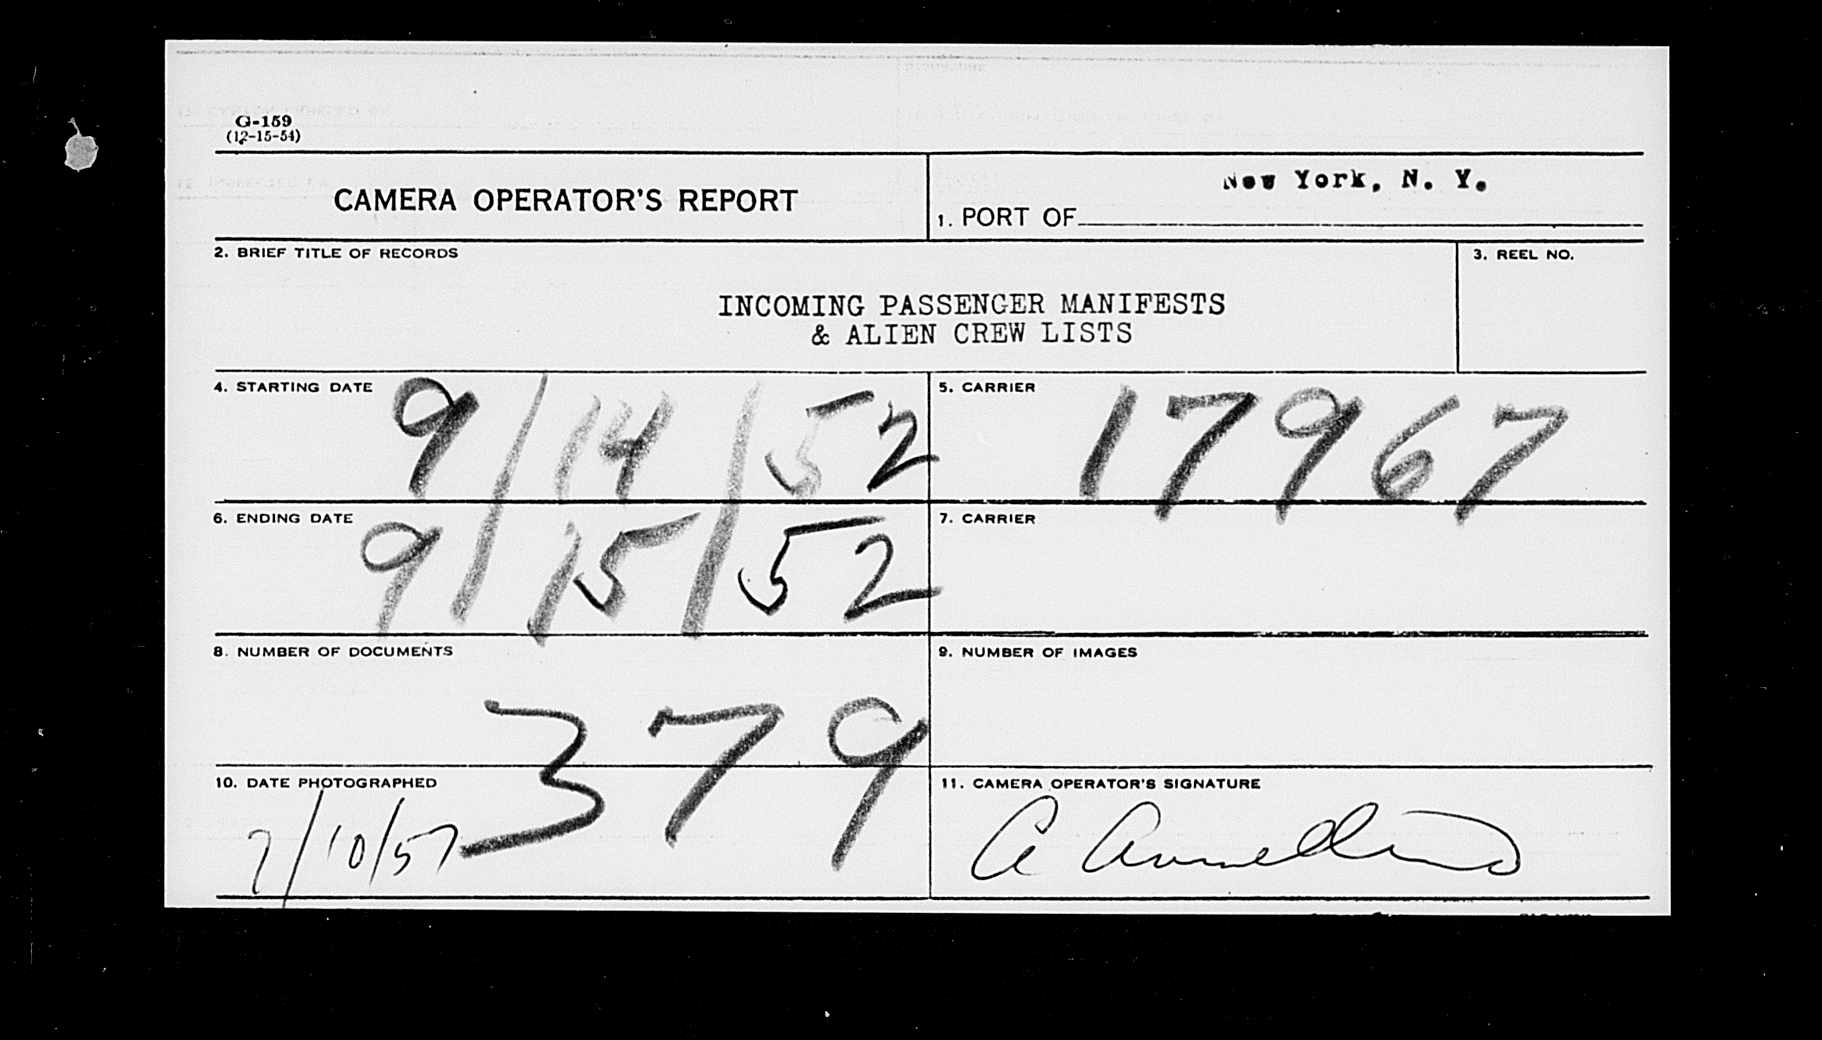 G-159
(12-15-54)
CAMERA OPERATOR'S REPORT
New York, N. Y.
1. PORT OF
2. BRIEF TITLE OF RECORDS
3. REEL NO.
INCOMING PASSENGER MANIFESTS
& ALIEN CREW LISTS
4. STARTING DATE 9/14/52
5. CARRIER 17967
6. ENDING DATE 9/15/52
7. CARRIER
8. NUMBER OF DOCUMENTS
379
9. NUMBER OF IMAGES
10. DATE PHOTOGRAPHED
7/10/57
11. CAMERA OPERATOR'S SIGNATURE